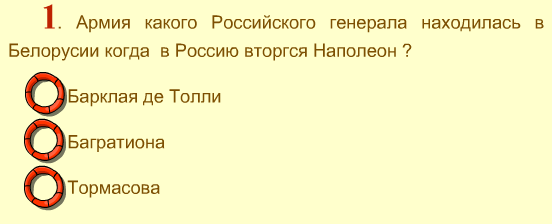 1. Армия какого Российского генерала находилась в
Белорусии когда в Россию вторгся Наполеон ?
Барклая де Толли
Багратиона
Тормасова